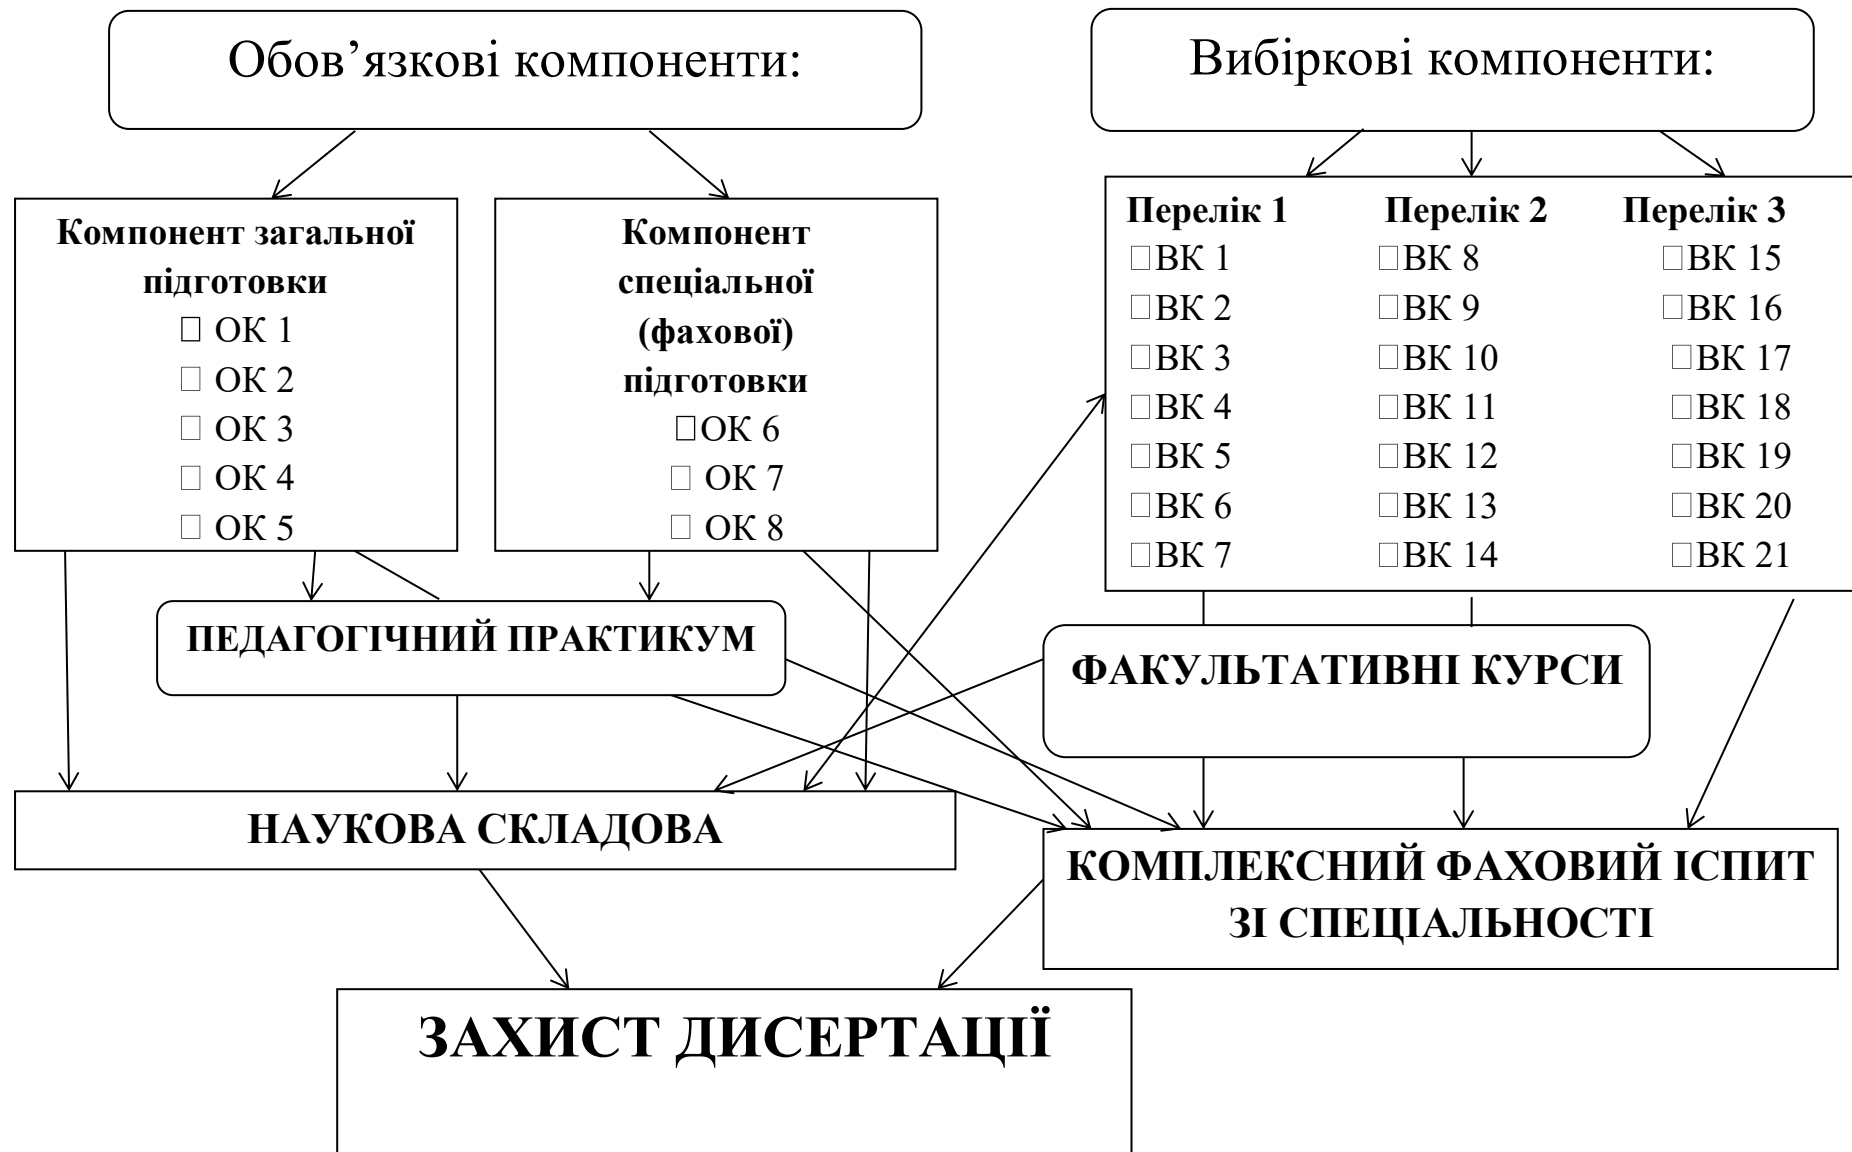 Обов’язкові компоненти:
Вибіркові компоненти:
Компонент загальної
підготовки
□ ОК 1
□ ОК 2
□ ОК 3
□ ОК 4
□ ОК 5
Компонент
спеціальної
(фахової)
підготовки
□ОК 6
□ ОК 7
□ ОК 8
Перелік 1 Перелік 2 Перелік 3
□ВК 1 □ВК 8 □ВК 15
□ВК 2 □ВК 9 □ВК 16
□ВК 3 □ВК 10 □ВК 17
□ВК 4 □ВК 11 □ВК 18
□ВК 5 □ВК 12 □ВК 19
□ВК 6 □ВК 13 □ВК 20
□ВК 7 □ВК 14 □ВК 21
ПЕДАГОГІЧНИЙ ПРАКТИКУМ
ФАКУЛЬТАТИВНІ КУРСИ
НАУКОВА СКЛАДОВА
КОМПЛЕКСНИЙ ФАХОВИЙ ІСПИТ
ЗІ СПЕЦІАЛЬНОСТІ
ЗАХИСТ ДИСЕРТАЦІЇ